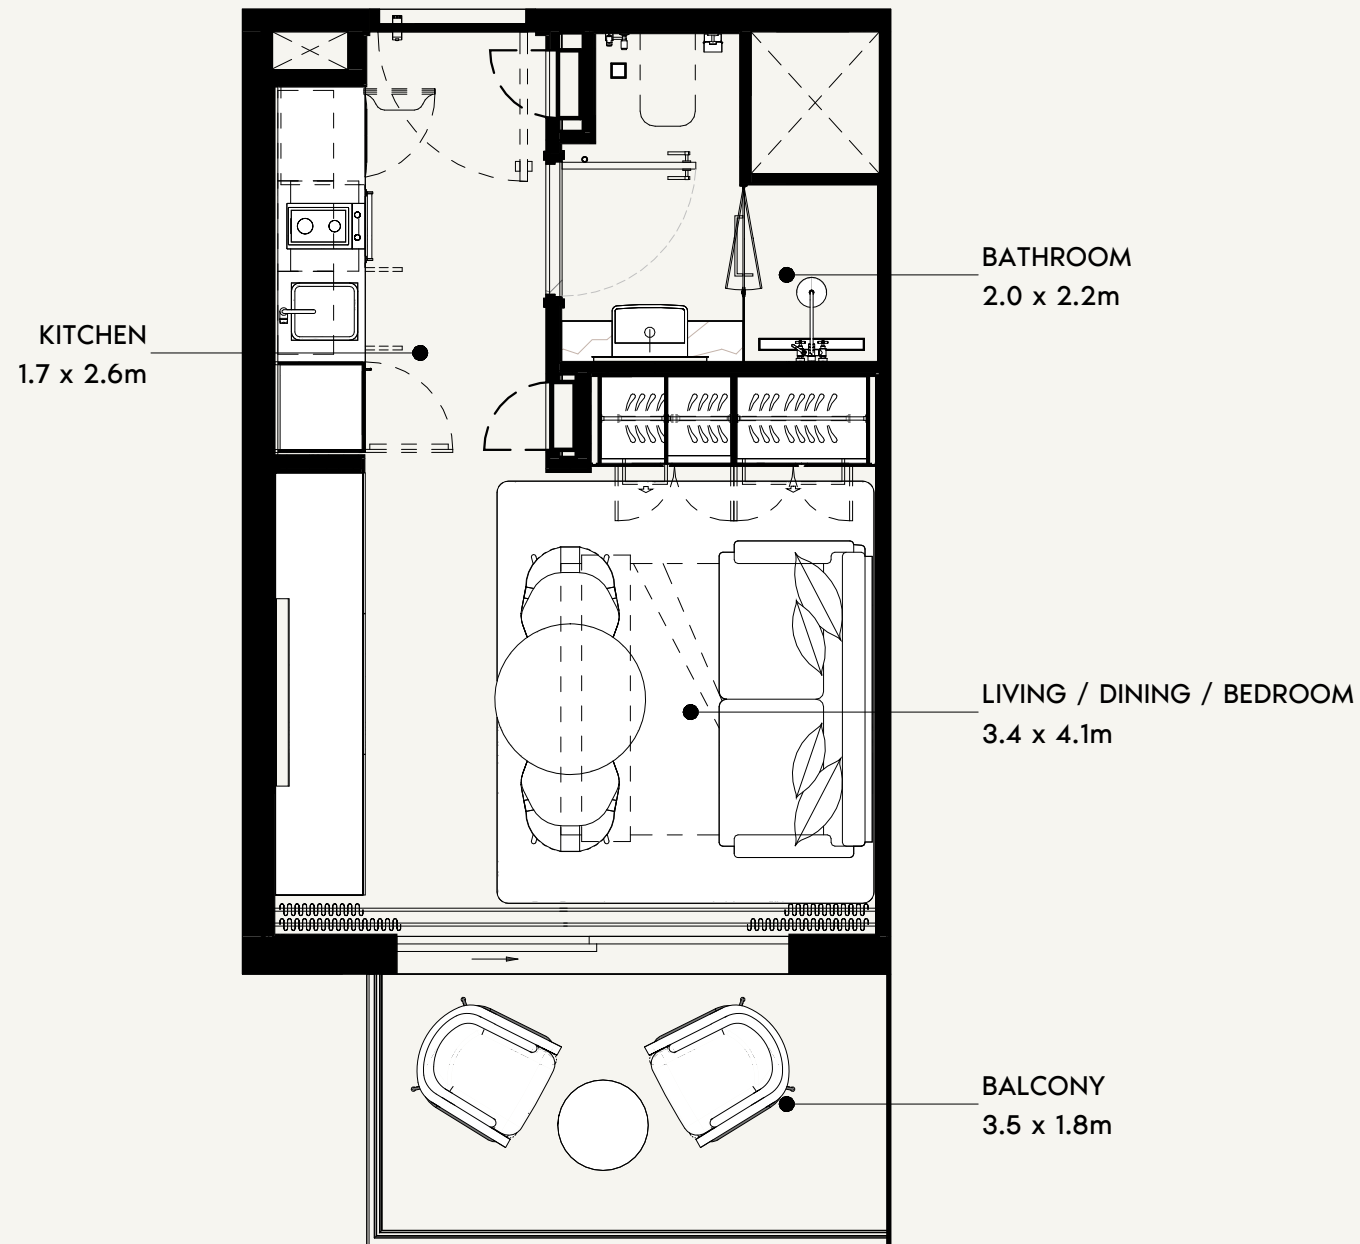 BATHROOM
2.0 x 2.2m
KITCHEN
1.7 x 2.6m
LIVING / DINING / BEDROOM
3.4 x 4.1m
BALCONY
3.5 x 1.8m